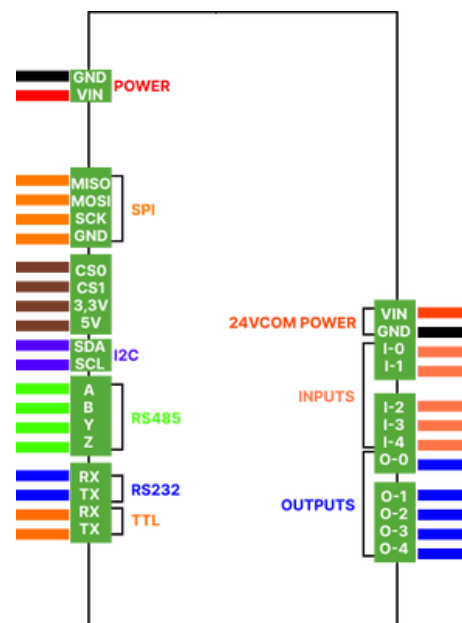 GND
VIN
POWER
MISO
MOSI
SCK
GND
SPI
CS0
CS1
3,3V
5V
SDA
SCL
I2C
A
B
Y
Z
RS485
RX
TX
RS232
RX
TX
TTL
24VCOM POWER
VIN
GND
INPUTS
I-0
I-1
I-2
I-3
I-4
OUTPUTS
O-0
O-1
O-2
O-3
O-4